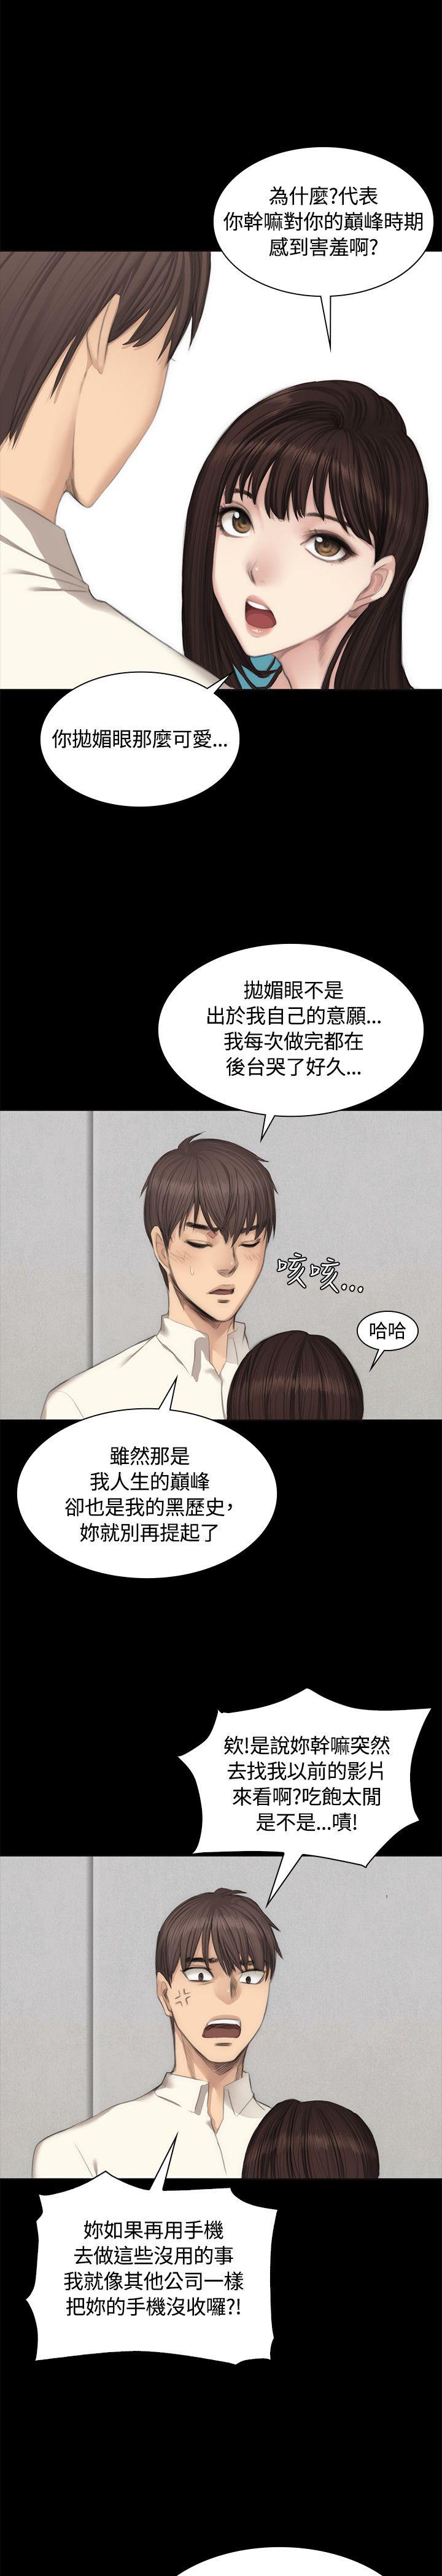 為什麼?代表
你幹嘛對你的巔峰時期
感到害羞啊?
你拋媚眼那麼可愛...
拋媚眼不是
出於我自己的意願...
我每次做完都在
後台哭了好久...
咳咳...
哈哈
雖然那是
我人生的巔峰
卻也是我的黑歷史,
妳就別再提起了
欸!是說妳幹嘛突然
去找我以前的影片
來看啊?吃飽太閒
是不是...嘖!
妳如果再用手機
去做這些沒用的事
我就像其他公司一樣
把妳的手機沒收囉?!